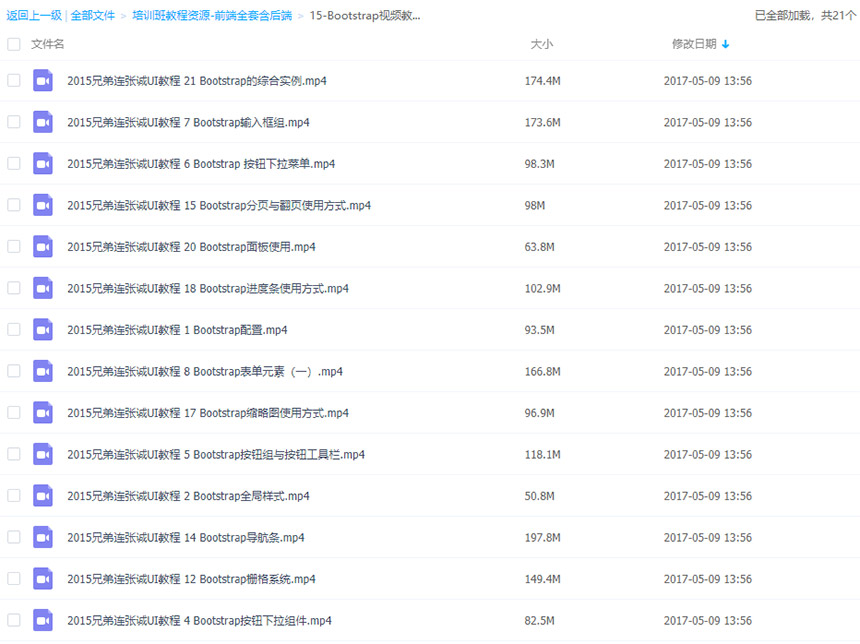 返回上一级 | 全部文件 > 培训班教程资源-前端全套含后端 > 15-Bootstrap视频教... 已全部加载，共21个
文件名 大小 修改日期
2015兄弟连张诚UI教程 21 Bootstrap的综合实例.mp4 174.4M 2017-05-09 13:56
2015兄弟连张诚UI教程 7 Bootstrap输入框组.mp4 173.6M 2017-05-09 13:56
2015兄弟连张诚UI教程 6 Bootstrap 按钮下拉菜单.mp4 98.3M 2017-05-09 13:56
2015兄弟连张诚UI教程 15 Bootstrap分页与翻页使用方式.mp4 98M 2017-05-09 13:56
2015兄弟连张诚UI教程 20 Bootstrap面板使用.mp4 63.8M 2017-05-09 13:56
2015兄弟连张诚UI教程 18 Bootstrap进度条使用方式.mp4 102.9M 2017-05-09 13:56
2015兄弟连张诚UI教程 1 Bootstrap配置.mp4 93.5M 2017-05-09 13:56
2015兄弟连张诚UI教程 8 Bootstrap表单元素（一）.mp4 166.8M 2017-05-09 13:56
2015兄弟连张诚UI教程 17 Bootstrap缩略图使用方式.mp4 96.9M 2017-05-09 13:56
2015兄弟连张诚UI教程 5 Bootstrap按钮组与按钮工具栏.mp4 118.1M 2017-05-09 13:56
2015兄弟连张诚UI教程 2 Bootstrap全局样式.mp4 50.8M 2017-05-09 13:56
2015兄弟连张诚UI教程 14 Bootstrap导航条.mp4 197.8M 2017-05-09 13:56
2015兄弟连张诚UI教程 12 Bootstrap栅格系统.mp4 149.4M 2017-05-09 13:56
2015兄弟连张诚UI教程 4 Bootstrap按钮下拉组件.mp4 82.5M 2017-05-09 13:56